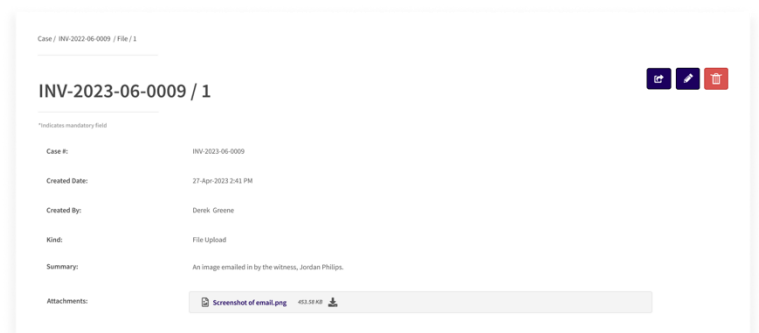 Case / INV-2022-06-0009 / File / 1
INV-2023-06-0009 / 1
*Indicates mandatory field
Case #: INV-2023-06-0009
Created Date: 27-Apr-2023 2:41 PM
Created By: Derek Greene
Kind: File Upload
Summary: An image emailed in by the witness, Jordan Philips.
Attachments: Screenshot of email.png 453.58 KB